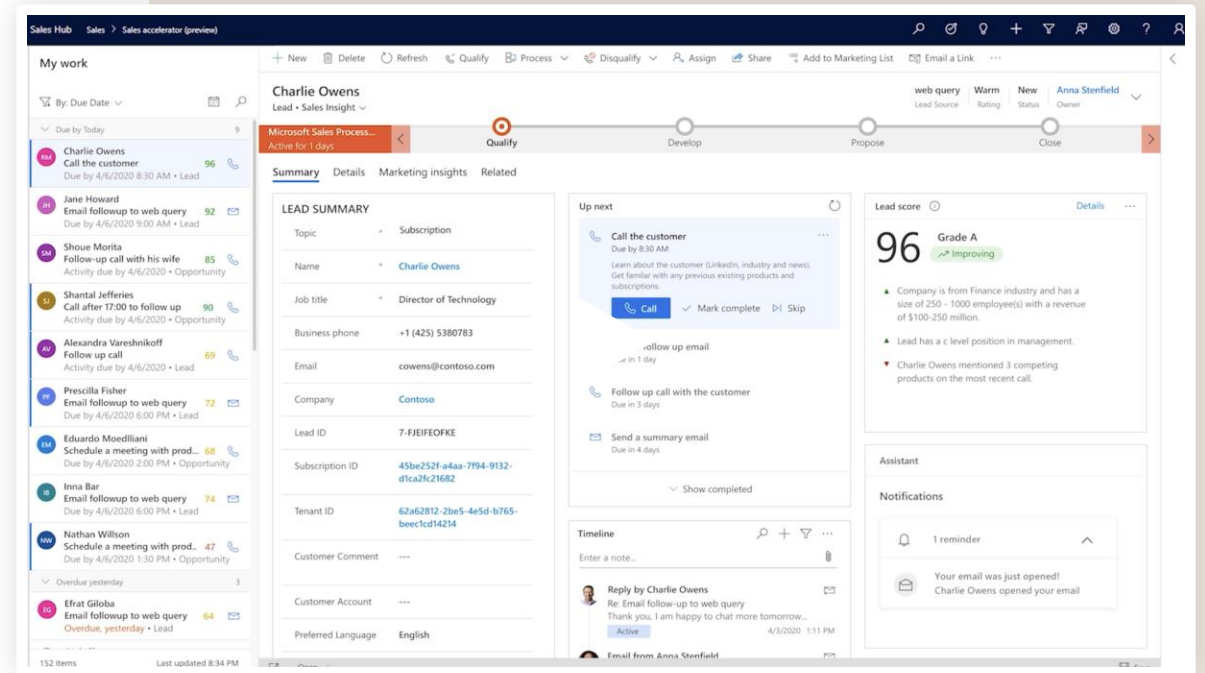 Sales Hub Sales > Sales accelerator (preview)
My work
By: Due Date
Due by Today 9
RM Charlie Owens
Call the customer 96
Due by 4/6/2020 8:30 AM • Lead
JH Jane Howard
Email followup to web query 92
Due by 4/6/2020 9:00 AM • Lead
SM Shoue Morita
Follow-up call with his wife 85
Activity due by 4/6/2020 • Opportunity
SJ Shantal Jefferies
Call after 17:00 to follow up 90
Activity due by 4/6/2020 • Opportunity
AV Alexandra Vareshnikoff
Follow up call 69
Activity due by 4/6/2020 • Lead
PF Prescilla Fisher
Email followup to web query 72
Due by 4/6/2020 6:00 PM • Lead
EM Eduardo Moedlliani
Schedule a meeting with prod... 68
Due by 4/6/2020 2:00 PM • Opportunity
IB Inna Bar
Email followup to web query 74
Due by 4/6/2020 6:00 PM • Lead
NW Nathan Willson
Schedule a meeting with prod.. 47
Due by 4/6/2020 1:30 PM • Opportunity
Overdue yesterday 3
EG Efrat Giloba
Email followup to web query 64
Overdue, yesterday • Lead
152 items Last updated 8:34 PM
+ New Delete Refresh Qualify Process Disqualify Assign Share Add to Marketing List Email a Link ...
Charlie Owens
Lead • Sales Insight
web query Warm New Anna Stenfield
Lead Source Rating Status Owner
Microsoft Sales Process...
Active for 1 days
Qualify Develop Propose Close
Summary Details Marketing insights Related
LEAD SUMMARY
Topic * Subscription
Name * Charlie Owens
Job title * Director of Technology
Business phone +1 (425) 5380783
Email cowens@contoso.com
Company Contoso
Lead ID 7-FJEIFEOFKE
Subscription ID 45be252f-a4aa-7f94-9132-
d1ca2fc21682
Tenant ID 62a62812-2be5-4e5d-b765-
beec1cd14214
Customer Comment ---
Customer Account ---
Preferred Language English
Up next
Call the customer ...
Due by 8:30 AM
Learn about the customer (LinkedIn, industry and news).
Get familar with any previous existing products and
subscriptions.
Call Mark complete Skip
ollow up email
in 1 day
Follow up call with the customer
Due in 3 days
Send a summary email
Due in 4 days
Show completed
Timeline ...
Enter a note...
Reply by Charlie Owens
Re: Email follow-up to web query
Thank you, I am happy to chat more tomorrow...
Active 4/3/2020 1:11 PM
Email from Anna Stenfield
Lead score Details ...
96 Grade A
Improving
Company is from Finance industry and has a
size of 250 - 1000 employee(s) with a revenue
of $100-250 million.
Lead has a c level position in management.
Charlie Owens mentioned 3 competing
products on the most recent call.
Assistant
Notifications
1 reminder
Your email was just opened!
Charlie Owens opened your email